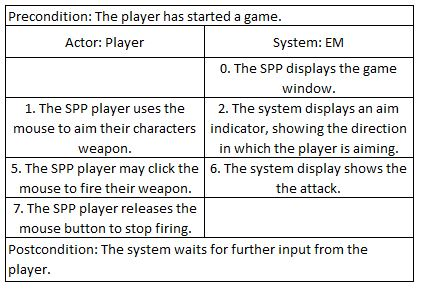 Precondition: The player has started a game.
Actor: Player
System: EM
0. The SPP displays the game
window.
1. The SPP player uses the
mouse to aim their characters
weapon.
2. The system displays an aim
indicator, showing the direction
in which the player is aiming.
5. The SPP player may click the
mouse to fire their weapon.
6. The system display shows the
the attack.
7. The SPP player releases the
mouse button to stop firing.
Postcondition: The system waits for further input from the
player.